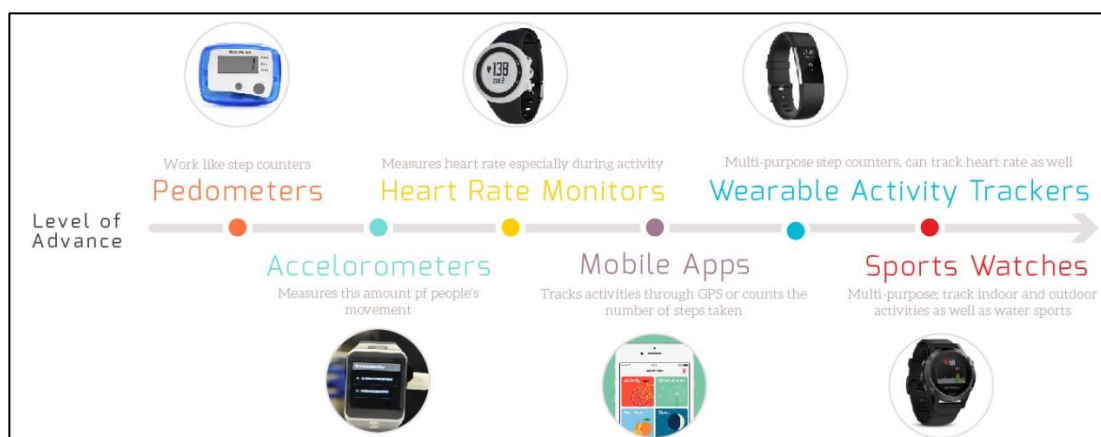 Work like step counters
Pedometers
Measures heart rate especially during activity
Heart Rate Monitors
Multi-purpose step counters, can track heart rate as well
Wearable Activity Trackers
Level of
Advance
Accelorometers
Measures ths amount pf people's
movement
Mobile Apps
Tracks activities through GPS or counts the
number of steps taken
Sports Watches
Multi-purpose; track indoor and outdoor
activities as well as water sports
1
138